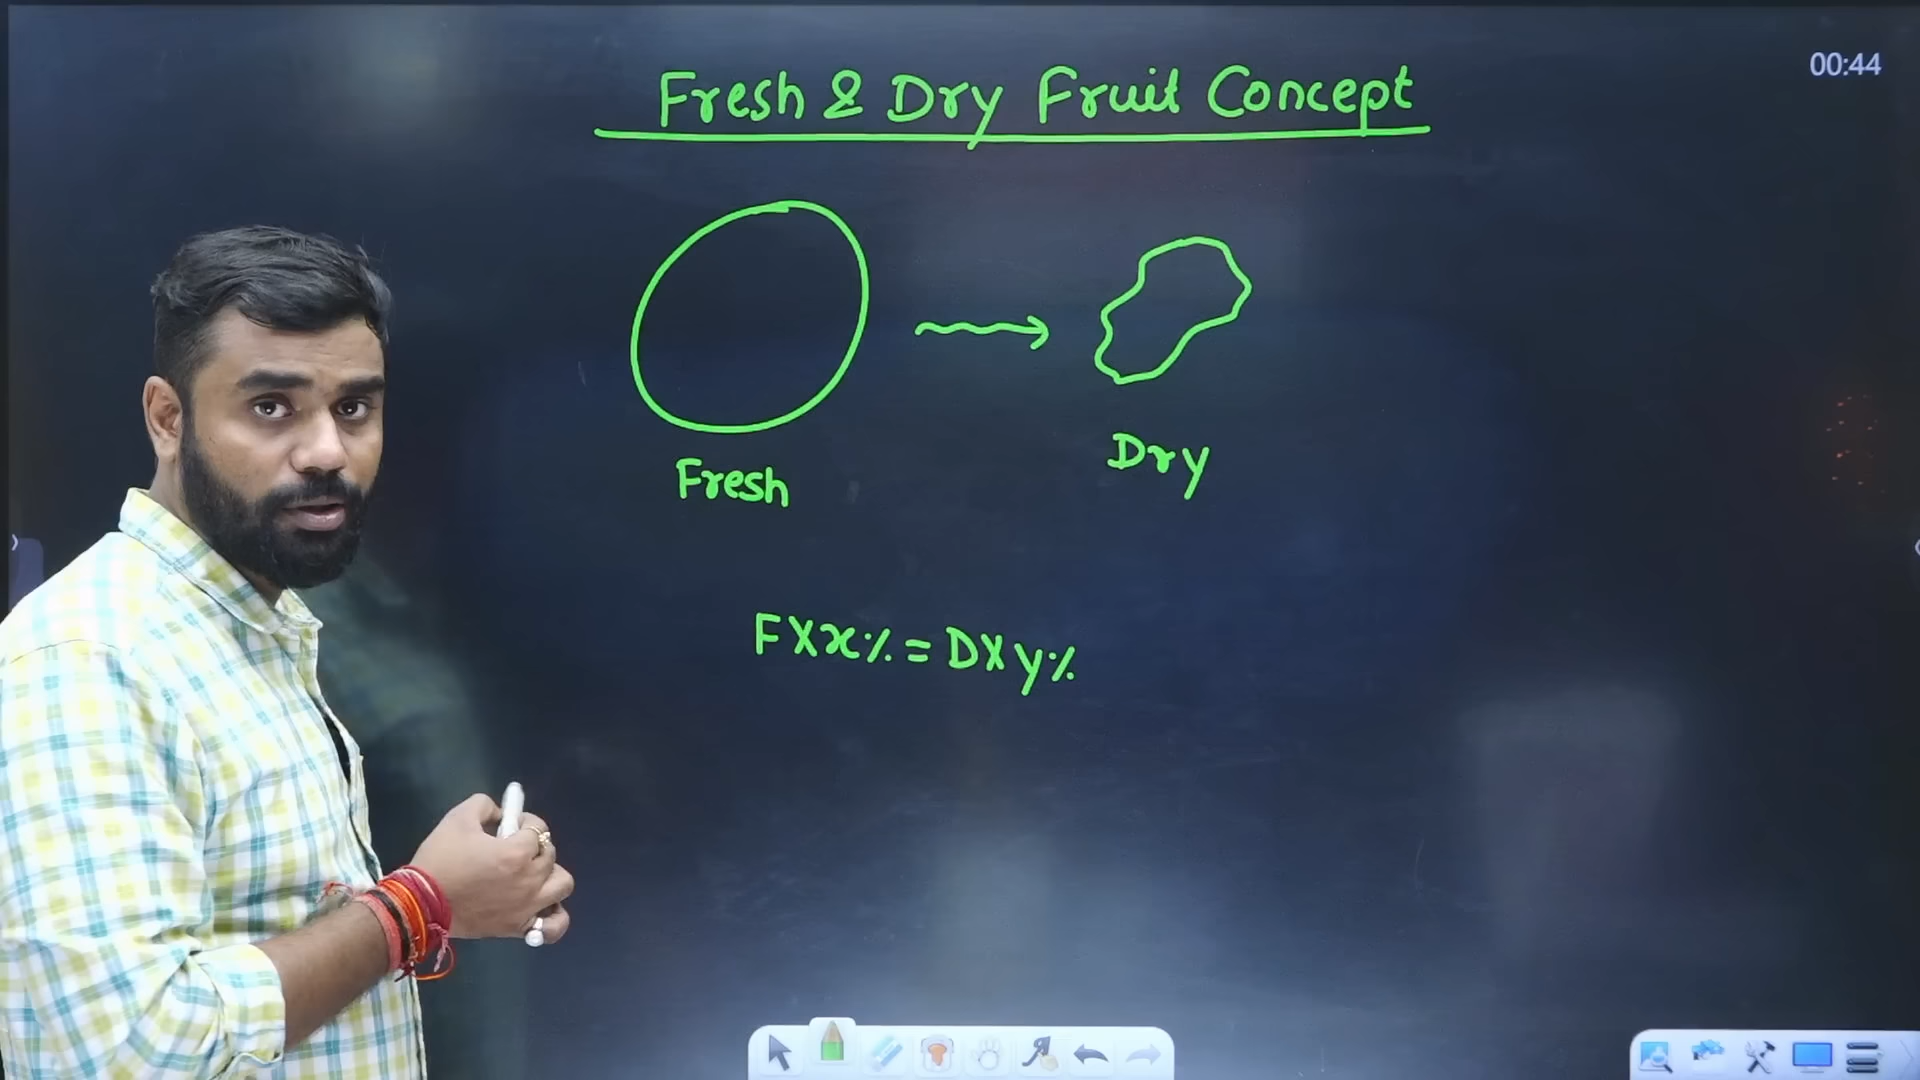 00:44
Fresh & Dry Fruit Concept
Fresh
Dry
F X x% = D X y%